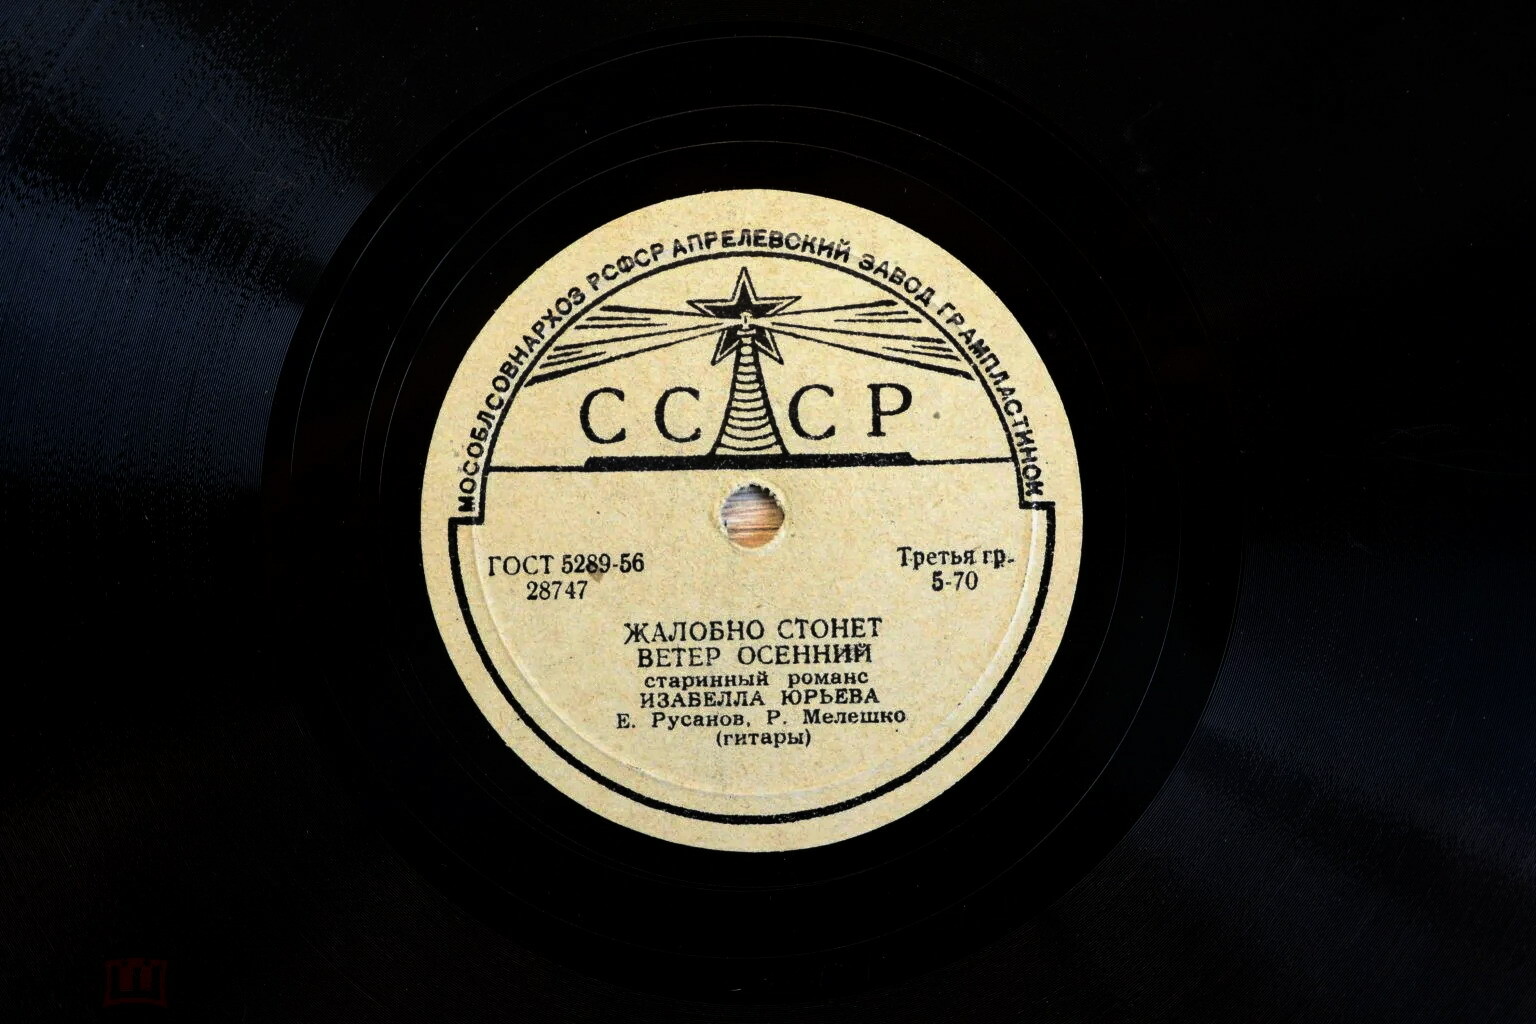 МОСОБЛСОВНАРХОЗ РСФСР АПРЕЛЕВСКИЙ ЗАВОД ГРАМПЛАСТИНОК
СССР
ГОСТ 5289-56
28747
Третья гр.
5-70
ЖАЛОБНО СТОНЕТ
ВЕТЕР ОСЕННИЙ
старинный романс
ИЗАБЕЛЛА ЮРЬЕВА
Е. Русанов, Р. Мелешко
(гитары)